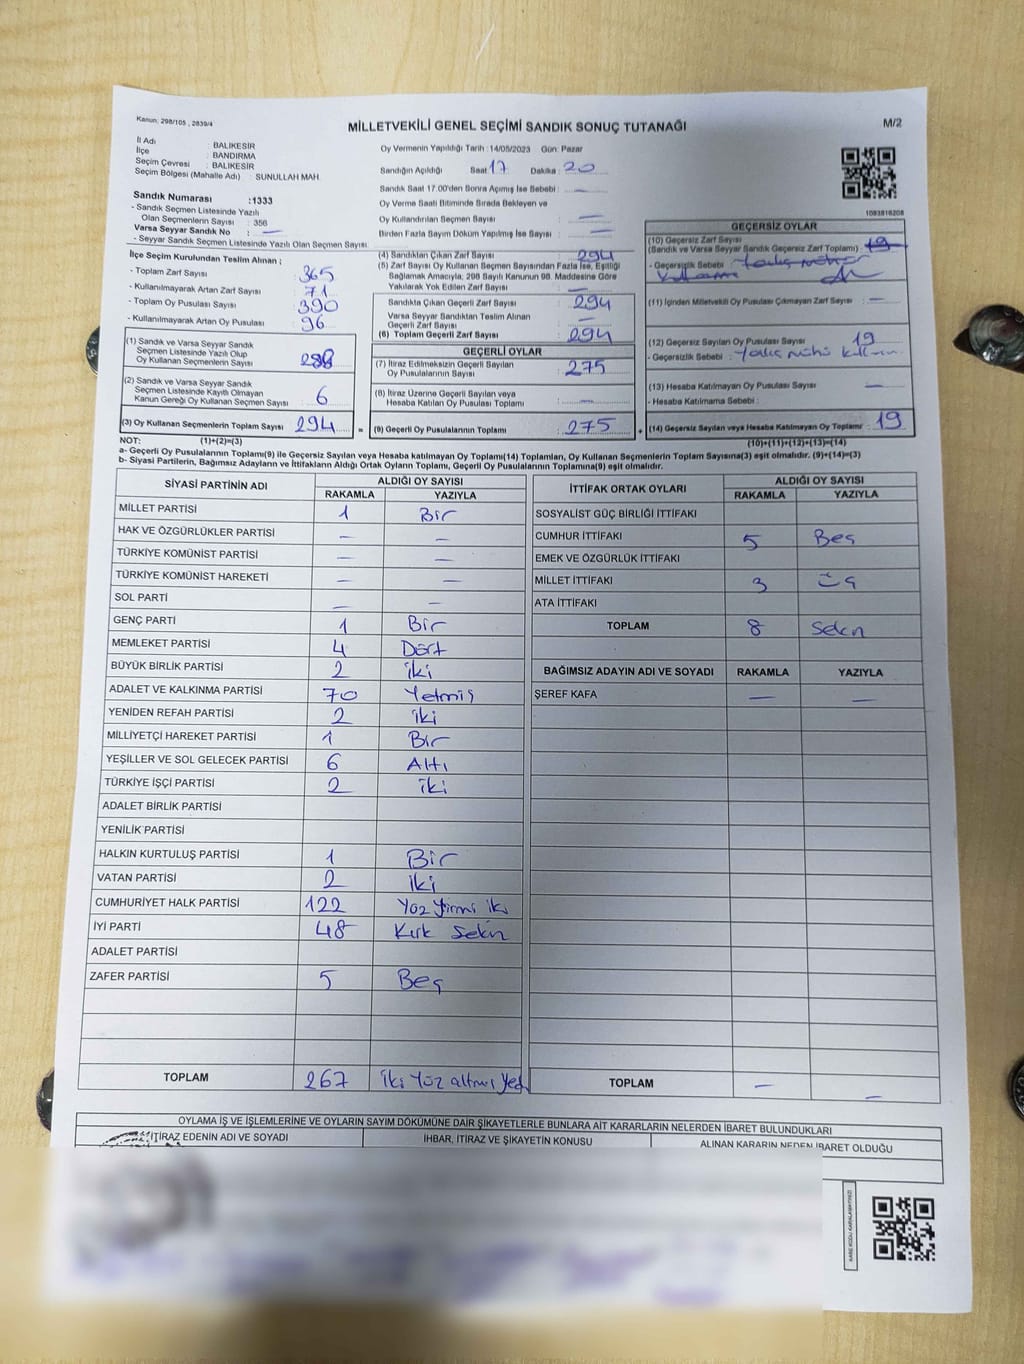 Kanun: 298/105 , 2839/4
MİLLETVEKİLİ GENEL SEÇİMİ SANDIK SONUÇ TUTANAĞI
M/2
İl Adı : BALIKESİR
İlçe : BANDIRMA
Seçim Çevresi : BALIKESİR
Seçim Bölgesi (Mahalle Adı) : SUNULLAH MAH.
Sandık Numarası :1333
- Sandık Seçmen Listesinde Yazılı
Olan Seçmenlerin Sayısı : 356
Varsa Seyyar Sandık No : —
- Seyyar Sandık Seçmen Listesinde Yazılı Olan Seçmen Sayısı:
Oy Vermenin Yapıldığı Tarih :14/05/2023 Gün: Pazar
Sandığın Açıldığı Saat 17 Dakika : 20
Sandık Saat 17.00'den Sonra Açımış İse Sebebi : —
Oy Verme Saati Bitiminde Sırada Bekleyen ve
Oy Kullandırılan Seçmen Sayısı : —
Birden Fazla Sayım Döküm Yapılmış İse Sayısı : —
1093816208
İlçe Seçim Kurulundan Teslim Alınan ;
- Toplam Zarf Sayısı : 365
- Kullanılmayarak Artan Zarf Sayısı : 71
- Toplam Oy Pusulası Sayısı : 390
- Kullanılmayarak Artan Oy Pusulası : 96
(1) Sandık ve Varsa Seyyar Sandık
Seçmen Listesinde Yazılı Olup
Oy Kullanan Seçmenlerin Sayısı : 288
(2) Sandık ve Varsa Seyyar Sandık
Seçmen Listesinde Kayıtlı Olmayan
Kanun Gereği Oy Kullanan Seçmen Sayısı : 6
(3) Oy Kullanan Seçmenlerin Toplam Sayısı : 294 =
(4) Sandıktan Çıkan Zarf Sayısı : 294
(5) Zarf Sayısı Oy Kullanan Seçmen Sayısından Fazla İse, Eşitliği
Sağlamak Amacıyla, 298 Sayılı Kanunun 98. Maddesine Göre
Yakılarak Yok Edilen Zarf Sayısı : —
Sandıkta Çıkan Geçerli Zarf Sayısı : 294
Varsa Seyyar Sandıktan Teslim Alınan
Geçerli Zarf Sayısı : —
(6) Toplam Geçerli Zarf Sayısı : 294
GEÇERLİ OYLAR
(7) İtiraz Edilmeksizin Geçerli Sayılan
Oy Pusulalarının Sayısı : 275
(8) İtiraz Üzerine Geçerli Sayılan veya
Hesaba Katılan Oy Pusulası Toplamı : —
(9) Geçerli Oy Pusulalarının Toplamı : 275 +
GEÇERSİZ OYLAR
(10) Geçersiz Zarf Sayısı
(Sandık ve Varsa Seyyar Sandık Geçersiz Zarf Toplamı) : 19
- Geçersizlik Sebebi :
(11) İçinden Milletvekili Oy Pusulası Çıkmayan Zarf Sayısı : —
(12) Geçersiz Sayılan Oy Pusulası Sayısı : 19
- Geçersizlik Sebebi : Yanlış mühür
(13) Hesaba Katılmayan Oy Pusulası Sayısı : —
- Hesaba Katılmama Sebebi :
(14) Geçersiz Sayılan veya Hesaba Katılmayan Oy Toplamı : 19
NOT: (1)+(2)=(3) (10)+(11)+(12)+(13)=(14)
a- Geçerli Oy Pusulalarının Toplamı(9) ile Geçersiz Sayılan veya Hesaba katılmayan Oy Toplamı(14) Toplamları, Oy Kullanan Seçmenlerin Toplam Sayısına(3) eşit olmalıdır. (9)+(14)=(3)
b- Siyasi Partilerin, Bağımsız Adayların ve İttifakların Aldığı Ortak Oyların Toplamı, Geçerli Oy Pusulalarının Toplamına(9) eşit olmalıdır.
SİYASİ PARTİNİN ADI ALDIĞI OY SAYISI
RAKAMLA YAZIYLA
MİLLET PARTİSİ 1 Bir
HAK VE ÖZGÜRLÜKLER PARTİSİ — —
TÜRKİYE KOMÜNİST PARTİSİ — —
TÜRKİYE KOMÜNİST HAREKETİ — —
SOL PARTİ — —
GENÇ PARTİ 1 Bir
MEMLEKET PARTİSİ 4 Dört
BÜYÜK BİRLİK PARTİSİ 2 iki
ADALET VE KALKINMA PARTİSİ 70 Yetmiş
YENİDEN REFAH PARTİSİ 2 iki
MİLLİYETÇİ HAREKET PARTİSİ 1 Bir
YEŞİLLER VE SOL GELECEK PARTİSİ 6 Altı
TÜRKİYE İŞÇİ PARTİSİ 2 iki
ADALET BİRLİK PARTİSİ
YENİLİK PARTİSİ
HALKIN KURTULUŞ PARTİSİ 1 Bir
VATAN PARTİSİ 2 iki
CUMHURİYET HALK PARTİSİ 122 Yüz yirmi iki
İYİ PARTİ 48 Kırk Sekiz
ADALET PARTİSİ
ZAFER PARTİSİ 5 Beş
TOPLAM 267 iki Yüz altmış Yedi
İTTİFAK ORTAK OYLARI ALDIĞI OY SAYISI
RAKAMLA YAZIYLA
SOSYALİST GÜÇ BİRLİĞİ İTTİFAKI
CUMHUR İTTİFAKI 5 Beş
EMEK VE ÖZGÜRLÜK İTTİFAKI
MİLLET İTTİFAKI 3 Üç
ATA İTTİFAKI
TOPLAM 8 Sekiz
BAĞIMSIZ ADAYIN ADI VE SOYADI RAKAMLA YAZIYLA
ŞEREF KAFA — —
TOPLAM — —
OYLAMA İŞ VE İŞLEMLERİNE VE OYLARIN SAYIM DÖKÜMÜNE DAİR ŞİKAYETLERLE BUNLARA AİT KARARLARIN NELERDEN İBARET BULUNDUKLARI
İTİRAZ EDENİN ADI VE SOYADI İHBAR, İTİRAZ VE ŞİKAYETİN KONUSU ALINAN KARARIN NEDEN İBARET OLDUĞU